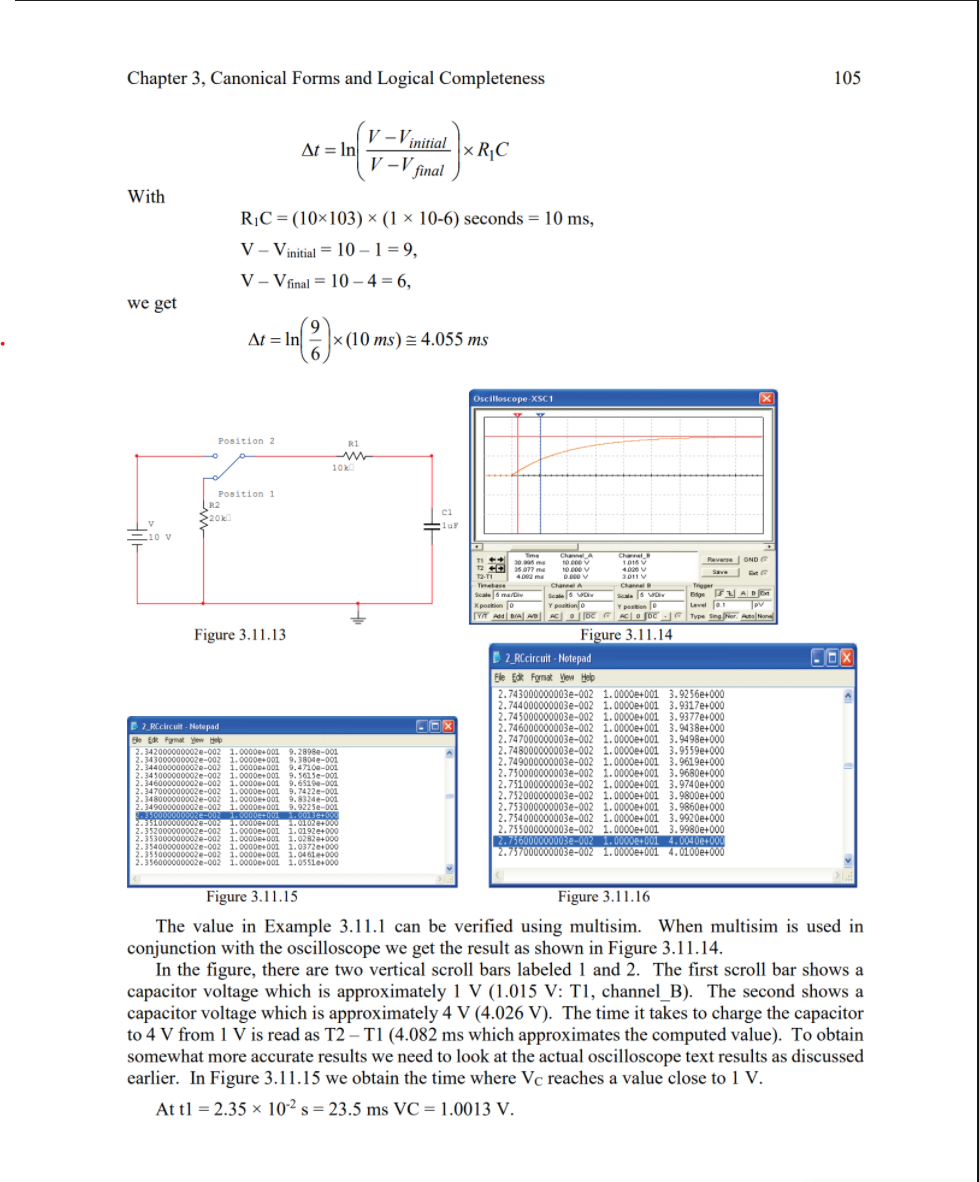 Chapter 3, Canonical Forms and Logical Completeness 105
Δt = ln( (V − Vinitial) / (V − Vfinal) ) × R1C
With
R1C = (10×103) × (1 × 10-6) seconds = 10 ms,
V – Vinitial = 10 – 1 = 9,
V – Vfinal = 10 – 4 = 6,
we get
Δt = ln( 9 / 6 ) × (10 ms) ≅ 4.055 ms
Position 2
R1
10k
Position 1
R2
20k
V
10 V
C1
1uF
Figure 3.11.13
Oscilloscope-XSC1
Time Channel_A Channel_B
T1 30.995 ms 10.000 V 1.015 V
T2 35.077 ms 10.000 V 4.026 V
T2-T1 4.082 ms 0.000 V 3.011 V
Reverse GND
Save Ext
Timebase Channel A Channel B Trigger
Scale 5 ms/Div Scale 5 V/Div Scale 5 V/Div Edge A B Ext
X position 0 Y position 0 Y position 0 Level 0.1 V
Y/T Add B/A A/B AC 0 DC AC 0 DC - Type Sing. Nor. Auto None
Figure 3.11.14
2_RCcircuit - Notepad
File Edit Format View Help
2.342000000002e-002 1.0000e+001 9.2898e-001
2.343000000002e-002 1.0000e+001 9.3804e-001
2.344000000002e-002 1.0000e+001 9.4710e-001
2.345000000002e-002 1.0000e+001 9.5615e-001
2.346000000002e-002 1.0000e+001 9.6519e-001
2.347000000002e-002 1.0000e+001 9.7422e-001
2.348000000002e-002 1.0000e+001 9.8324e-001
2.349000000002e-002 1.0000e+001 9.9225e-001
2.350000000002e-002 1.0000e+001 1.0013e+000
2.351000000002e-002 1.0000e+001 1.0102e+000
2.352000000002e-002 1.0000e+001 1.0192e+000
2.353000000002e-002 1.0000e+001 1.0282e+000
2.354000000002e-002 1.0000e+001 1.0372e+000
2.355000000002e-002 1.0000e+001 1.0461e+000
2.356000000002e-002 1.0000e+001 1.0551e+000
Figure 3.11.15
2_RCcircuit - Notepad
File Edit Format View Help
2.743000000003e-002 1.0000e+001 3.9256e+000
2.744000000003e-002 1.0000e+001 3.9317e+000
2.745000000003e-002 1.0000e+001 3.9377e+000
2.746000000003e-002 1.0000e+001 3.9438e+000
2.747000000003e-002 1.0000e+001 3.9498e+000
2.748000000003e-002 1.0000e+001 3.9559e+000
2.749000000003e-002 1.0000e+001 3.9619e+000
2.750000000003e-002 1.0000e+001 3.9680e+000
2.751000000003e-002 1.0000e+001 3.9740e+000
2.752000000003e-002 1.0000e+001 3.9800e+000
2.753000000003e-002 1.0000e+001 3.9860e+000
2.754000000003e-002 1.0000e+001 3.9920e+000
2.755000000003e-002 1.0000e+001 3.9980e+000
2.756000000003e-002 1.0000e+001 4.0040e+000
2.757000000003e-002 1.0000e+001 4.0100e+000
Figure 3.11.16
The value in Example 3.11.1 can be verified using multisim. When multisim is used in
conjunction with the oscilloscope we get the result as shown in Figure 3.11.14.
In the figure, there are two vertical scroll bars labeled 1 and 2. The first scroll bar shows a
capacitor voltage which is approximately 1 V (1.015 V: T1, channel_B). The second shows a
capacitor voltage which is approximately 4 V (4.026 V). The time it takes to charge the capacitor
to 4 V from 1 V is read as T2 – T1 (4.082 ms which approximates the computed value). To obtain
somewhat more accurate results we need to look at the actual oscilloscope text results as discussed
earlier. In Figure 3.11.15 we obtain the time where VC reaches a value close to 1 V.
At t1 = 2.35 × 10-2 s = 23.5 ms VC = 1.0013 V.